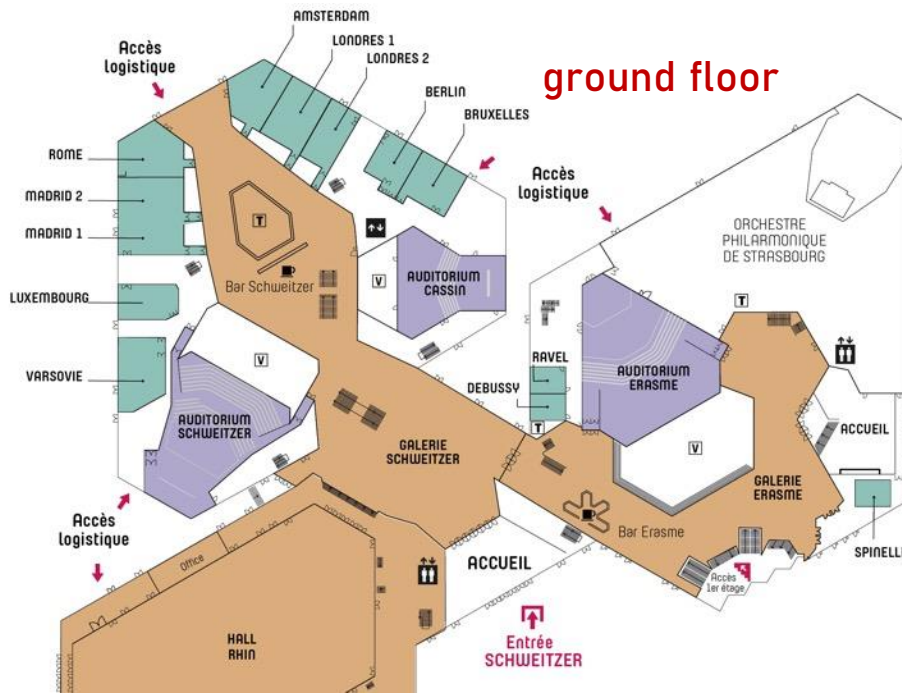 ground floor
AMSTERDAM
LONDRES 1
LONDRES 2
BERLIN
BRUXELLES
Accès
logistique
ROME
MADRID 2
MADRID 1
LUXEMBOURG
VARSOVIE
T
Bar Schweitzer
V
AUDITORIUM
CASSIN
Accès
logistique
ORCHESTRE
PHILARMONIQUE
DE STRASBOURG
T
V
AUDITORIUM
SCHWEITZER
RAVEL
DEBUSSY
T
AUDITORIUM
ERASME
V
ACCUEIL
GALERIE
SCHWEITZER
GALERIE
ERASME
Bar Erasme
SPINELLI
Accès
1er étage
Accès
logistique
Office
ACCUEIL
HALL
RHIN
Entrée
SCHWEITZER